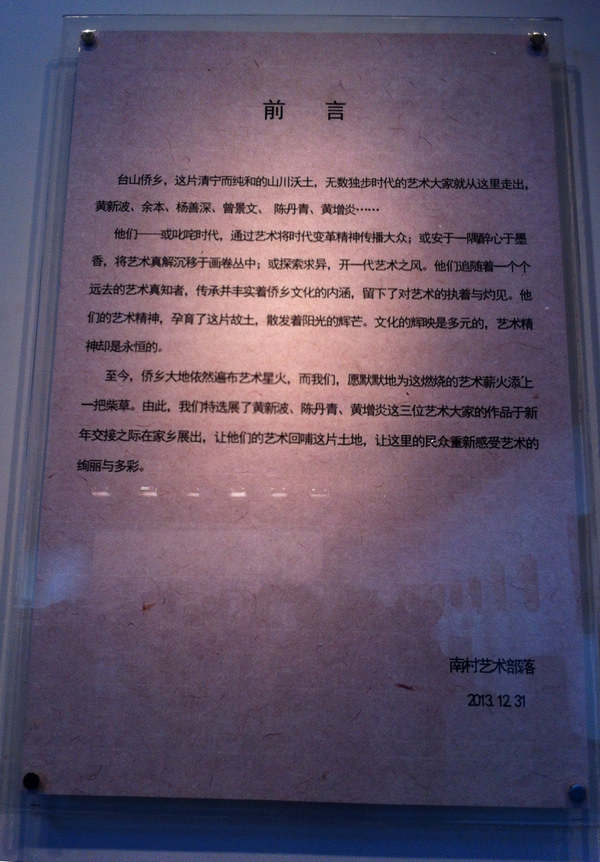 前 言
台山侨乡，这片清宁而纯和的山川沃土，无数独步时代的艺术大家就从这里走出，
黄新波、余本、杨善深、曾景文、陈丹青、黄增炎……
他们——或叱咤时代，通过艺术将时代变革精神传播大众；或安于一隅醉心于墨
香，将艺术真解沉移于画卷丛中；或探索求异，开一代艺术之风。他们追随着一个个
远去的艺术真知者，传承并丰实着侨乡文化的内涵，留下了对艺术的执着与灼见。他
们的艺术精神，孕育了这片故土，散发着阳光的辉芒。文化的辉映是多元的，艺术精
神却是永恒的。
至今，侨乡大地依然遍布艺术星火，而我们，愿默默地为这燃烧的艺术薪火添上
一把柴草。由此，我们特选展了黄新波、陈丹青、黄增炎这三位艺术大家的作品于新
年交接之际在家乡展出，让他们的艺术回哺这片土地，让这里的民众重新感受艺术的
绚丽与多彩。
南村艺术部落
2013.12.31